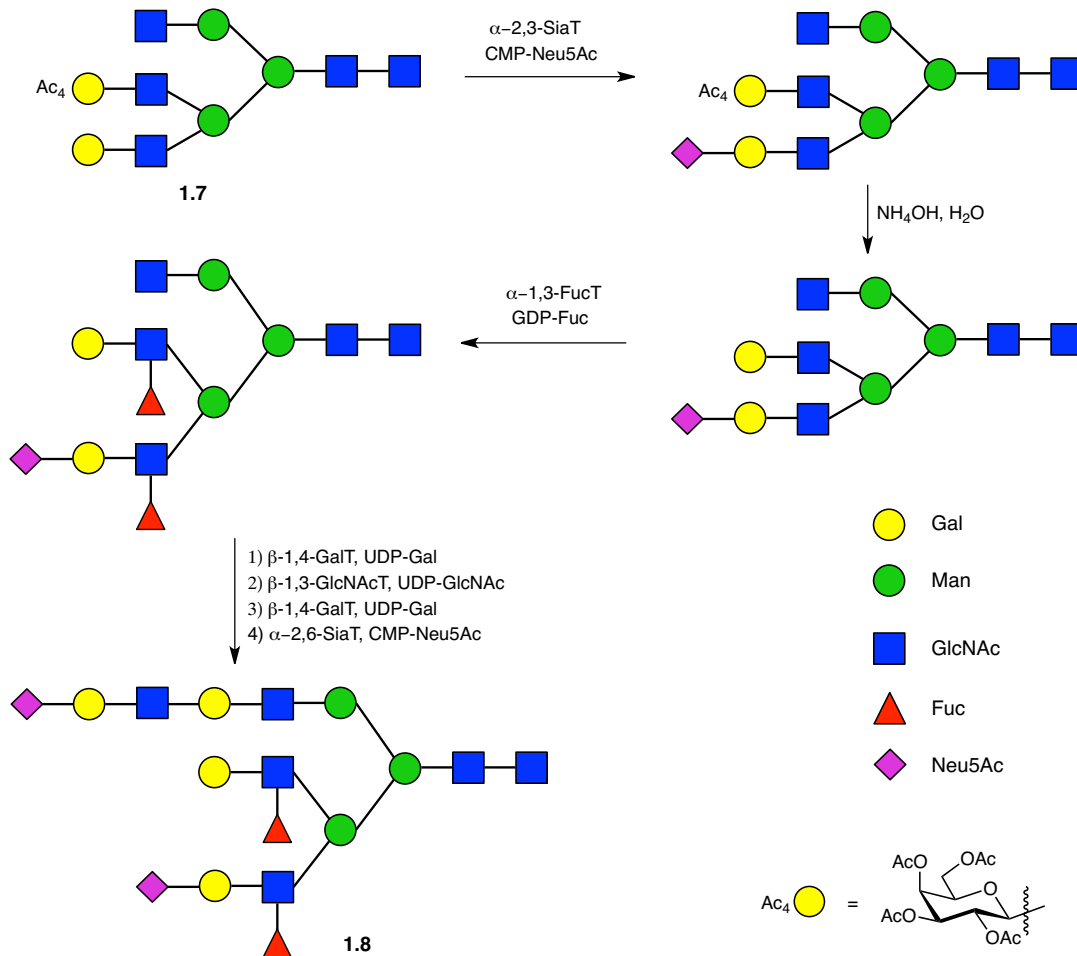 α−2,3-SiaT
CMP-Neu5Ac
Ac4
Ac4
1.7
NH4OH, H2O
α−1,3-FucT
GDP-Fuc
1) β-1,4-GalT, UDP-Gal
2) β-1,3-GlcNAcT, UDP-GlcNAc
3) β-1,4-GalT, UDP-Gal
4) α−2,6-SiaT, CMP-Neu5Ac
Gal
Man
GlcNAc
Fuc
Neu5Ac
1.8
Ac4 =
AcO
OAc
O
AcO
OAc